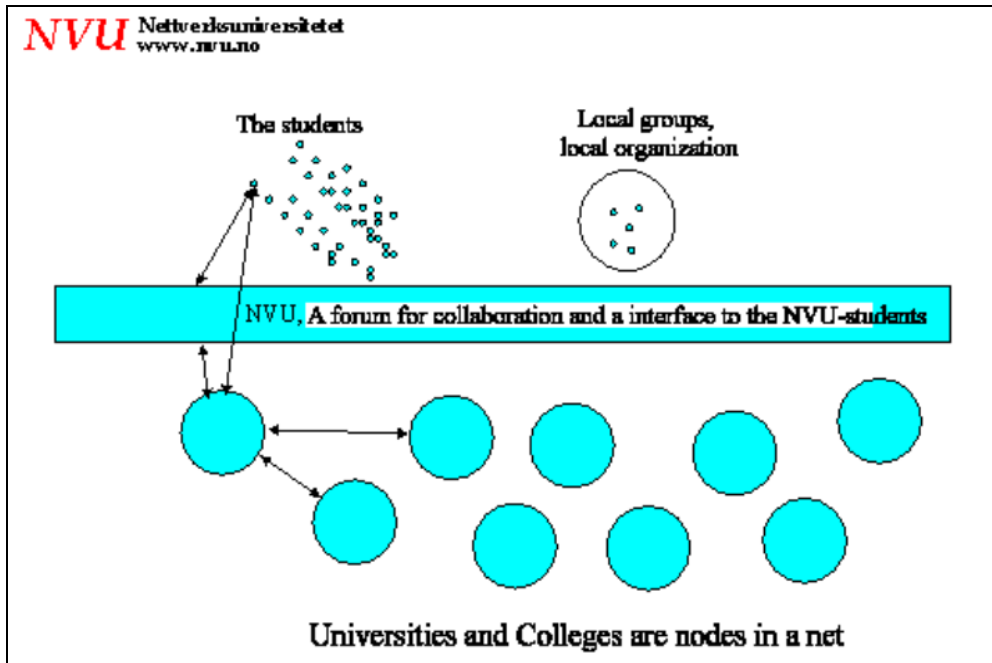 NVU Nettverksuniversitetet
www.nvu.no
The students
Local groups,
local organization
NVU, A forum for collaboration and a interface to the NVU-students
Universities and Colleges are nodes in a net